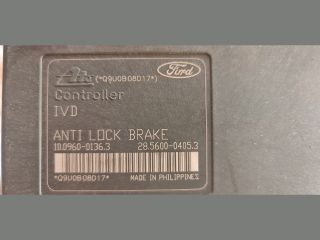 Ate (*Q9U0B08D17*) Ford
Controller
IVD
ANTI LOCK BRAKE
10.0960-0136.3 28.5600-0405.3
*Q9U0B08D17* MADE IN PHILIPPINES